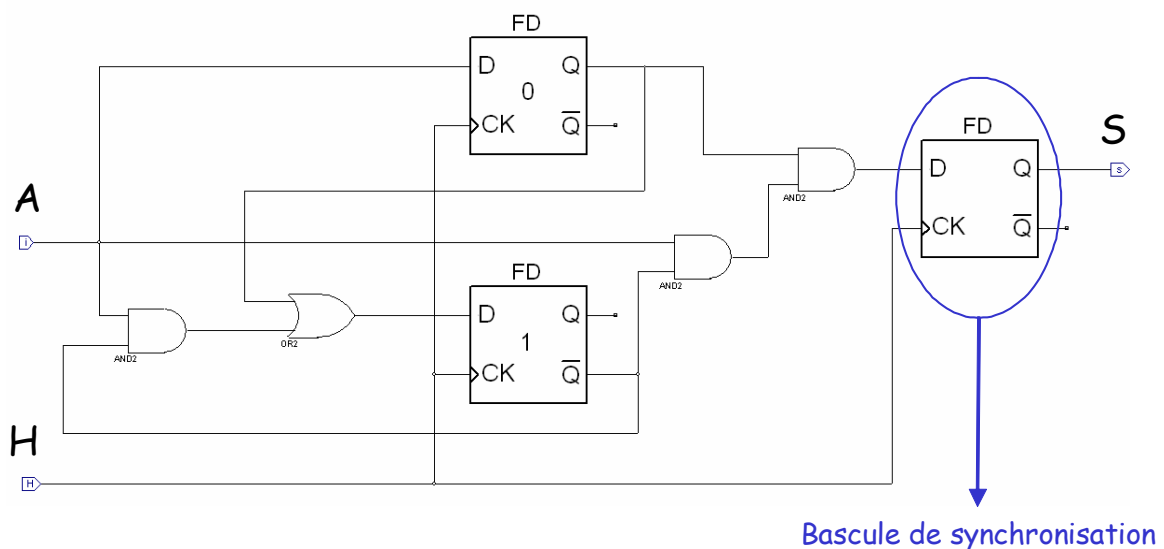 FD
D Q
0
CK Q
A
i
AND2
FD
D Q
CK Q
S
s
AND2
FD
D Q
1
CK Q
AND2
OR2
H
H
Bascule de synchronisation